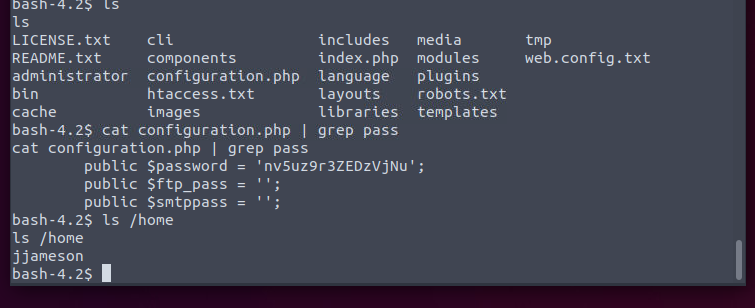 bash-4.2$ ls
ls
LICENSE.txt cli includes media tmp
README.txt components index.php modules web.config.txt
administrator configuration.php language plugins
bin htaccess.txt layouts robots.txt
cache images libraries templates
bash-4.2$ cat configuration.php | grep pass
cat configuration.php | grep pass
public $password = 'nv5uz9r3ZEDzVjNu';
public $ftp_pass = '';
public $smtppass = '';
bash-4.2$ ls /home
ls /home
jjameson
bash-4.2$